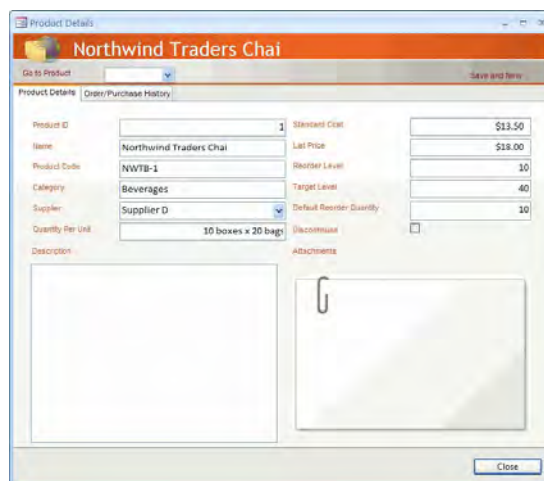 Product Details
Northwind Traders Chai
Go to Product
Save and New
Product Details Order/Purchase History
Product ID 1 Standard Cost $13.50
Name Northwind Traders Chai List Price $18.00
Product Code NWTB-1 Reorder Level 10
Category Beverages Target Level 40
Supplier Supplier D Default Reorder Quantity 10
Quantity Per Unit 10 boxes x 20 bags Discontinued
Description Attachments
Close